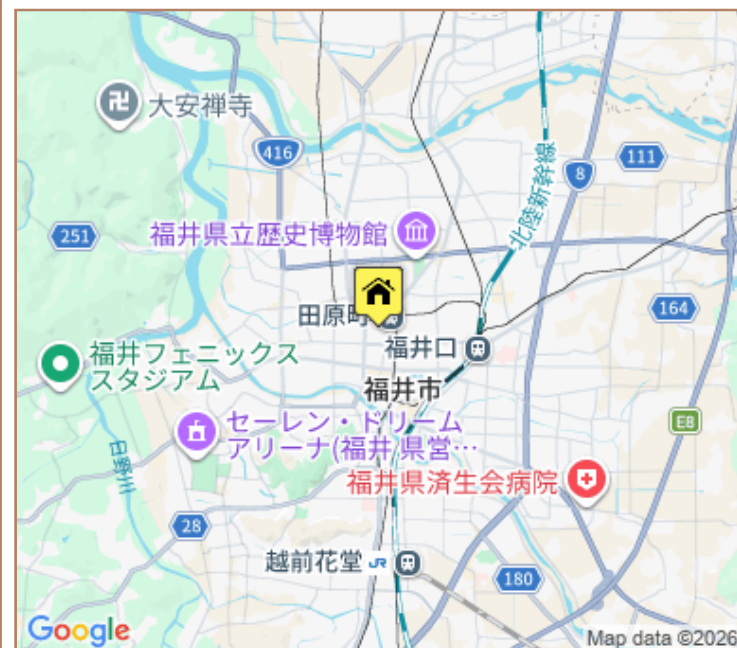 大安禅寺
416
111
8
北陸新幹線
251
福井県立歴史博物館
田原町
164
福井口
福井フェニックス
スタジアム
福井市
セーレン・ドリーム
アリーナ(福井 県営…
E8
日野川
福井県済生会病院
28
越前花堂 JR
180
Google
Map data ©2026